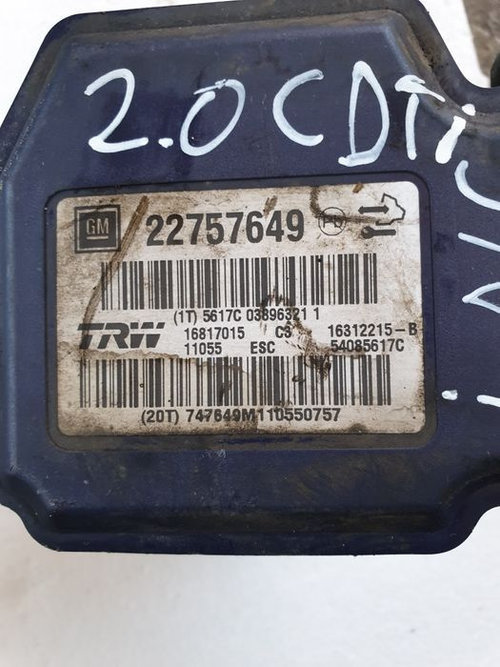 2.0 CDTi
GM 22757649
(1T) 5617C 03896321 1
TRW 16817015 C3 16312215-B
11055 ESC 54085617C
(20T) 747649M110550757